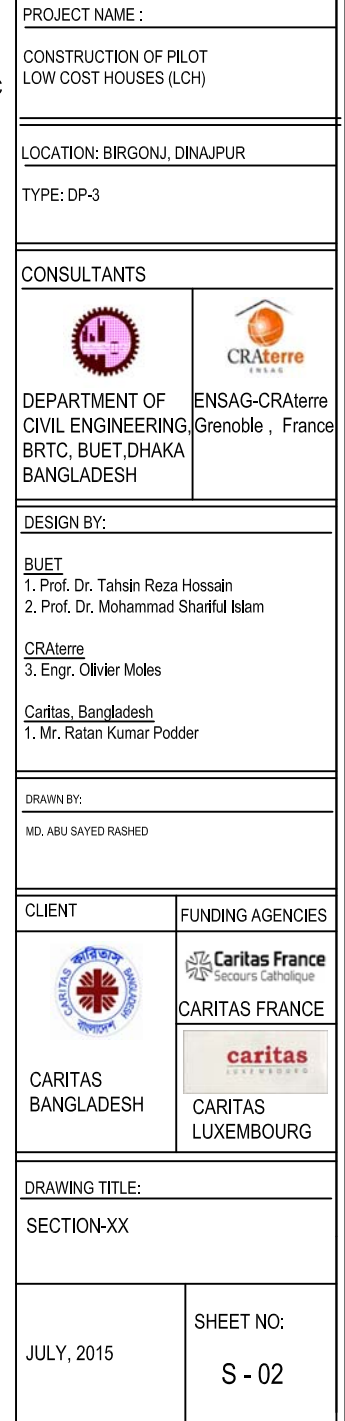 PROJECT NAME :
CONSTRUCTION OF PILOT
LOW COST HOUSES (LCH)
LOCATION: BIRGONJ, DINAJPUR
TYPE: DP-3
CONSULTANTS
CRAterre
ENSAG
DEPARTMENT OF
CIVIL ENGINEERING,
BRTC, BUET,DHAKA
BANGLADESH
ENSAG-CRAterre
Grenoble , France
DESIGN BY:
BUET
1. Prof. Dr. Tahsin Reza Hossain
2. Prof. Dr. Mohammad Shariful Islam
CRAterre
3. Engr. Olivier Moles
Caritas, Bangladesh
1. Mr. Ratan Kumar Podder
DRAWN BY:
MD. ABU SAYED RASHED
CLIENT
কারিতাস
CARITAS
BANGLADESH
বাংলাদেশ
CARITAS
BANGLADESH
FUNDING AGENCIES
Caritas France
Secours Catholique
CARITAS FRANCE
caritas
LUXEMBOURG
CARITAS
LUXEMBOURG
DRAWING TITLE:
SECTION-XX
JULY, 2015
SHEET NO:
S - 02